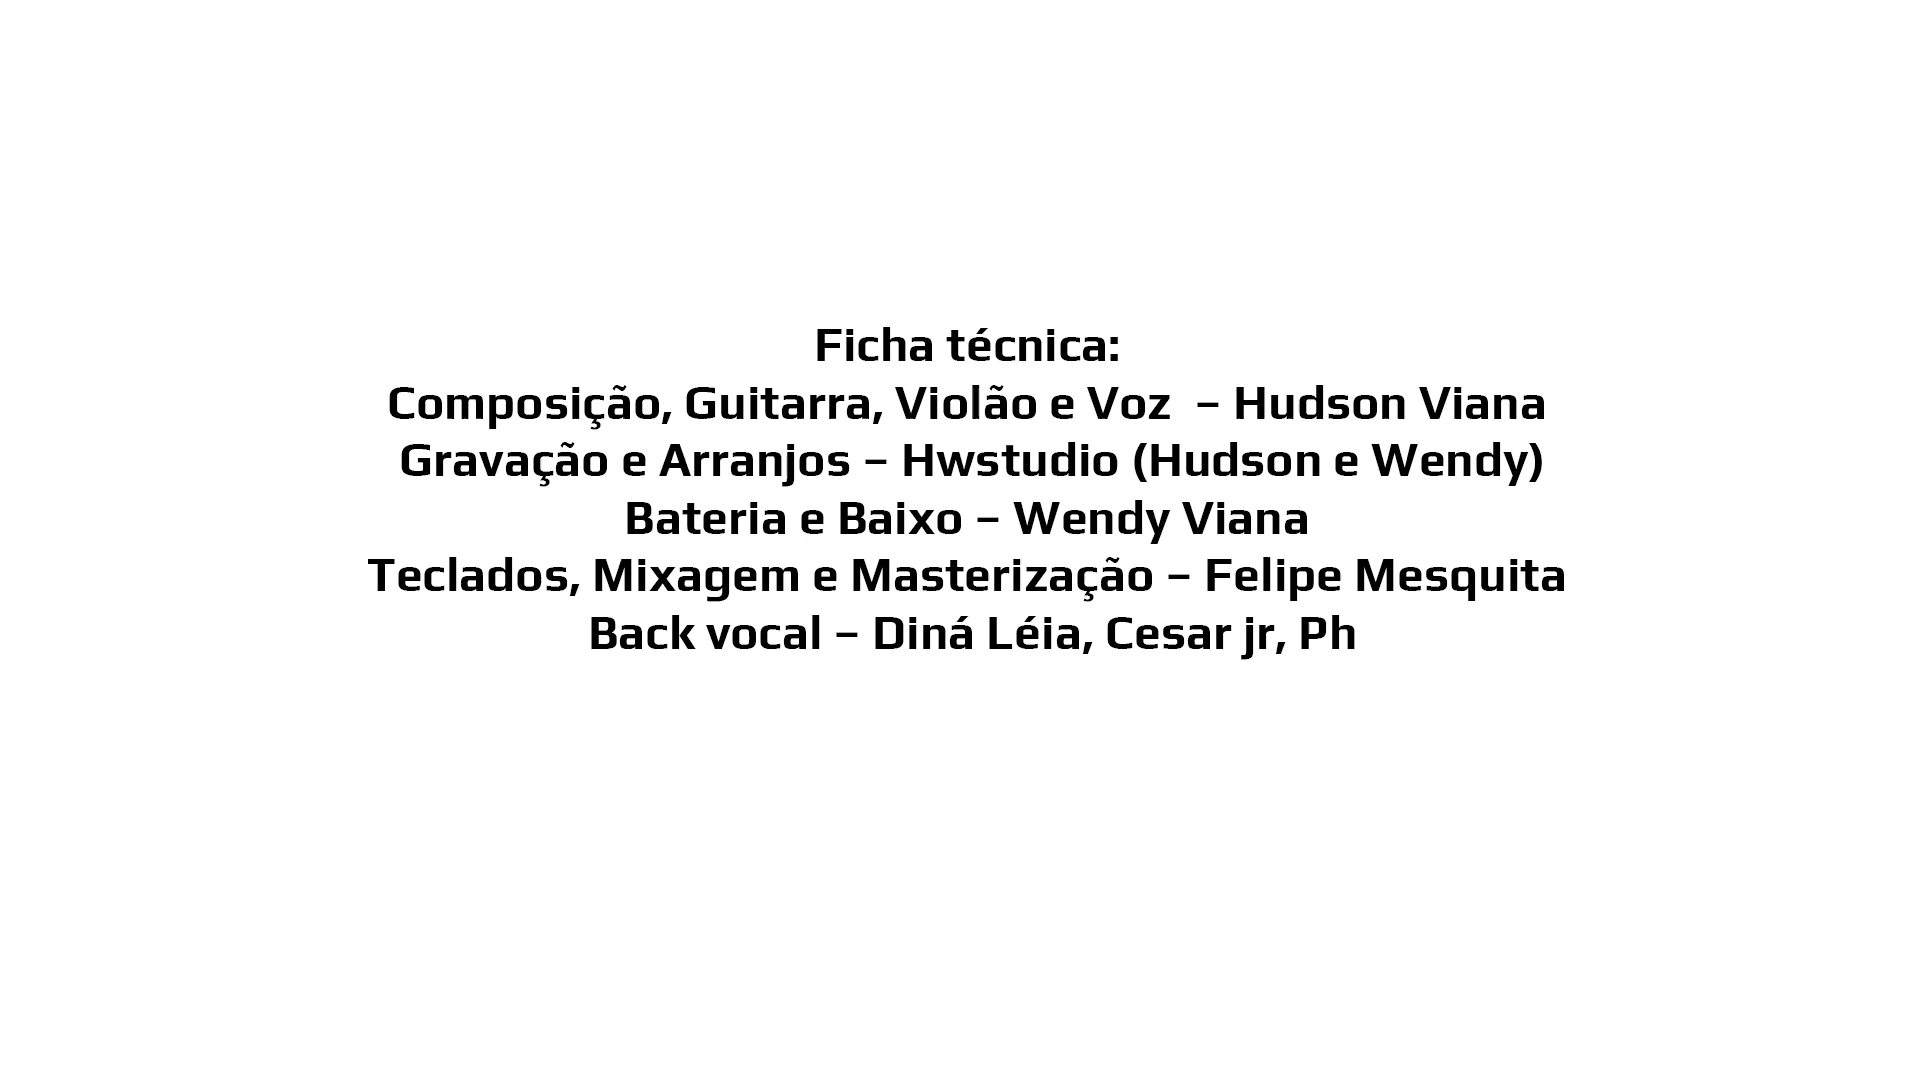 Ficha técnica:
Composição, Guitarra, Violão e Voz  – Hudson Viana
Gravação e Arranjos – Hwstudio (Hudson e Wendy)
Bateria e Baixo – Wendy Viana
Teclados, Mixagem e Masterização – Felipe Mesquita
Back vocal – Diná Léia, Cesar jr, Ph